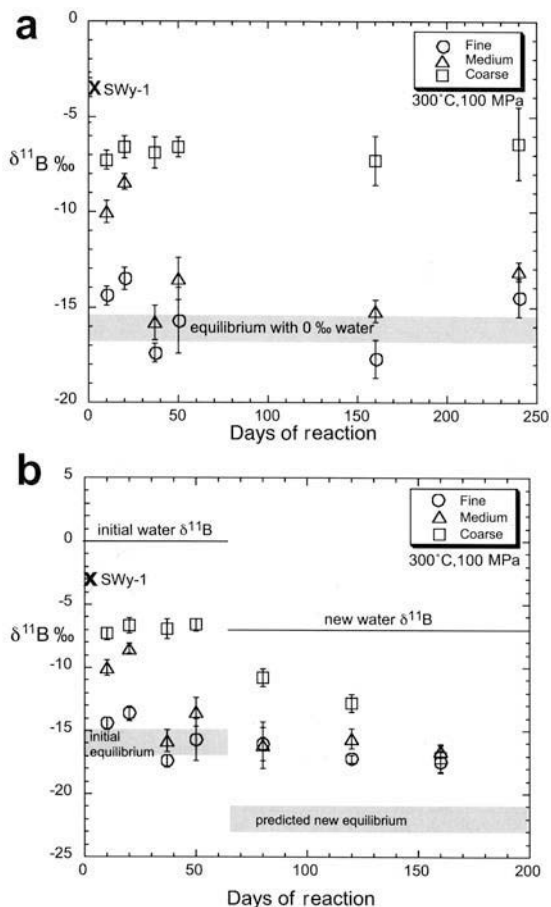 a
0
-5
-10
-15
-20
δ11B ‰
X SWy-1
Fine
Medium
Coarse
300˚C,100 MPa
equilibrium with 0 ‰ water
0 50 100 150 200 250
Days of reaction
b
5
0
-5
-10
-15
-20
-25
δ11B ‰
initial water δ11B
X SWy-1
Fine
Medium
Coarse
300˚C,100 MPa
new water δ11B
initial
equilibrium
predicted new equilibrium
0 50 100 150 200
Days of reaction